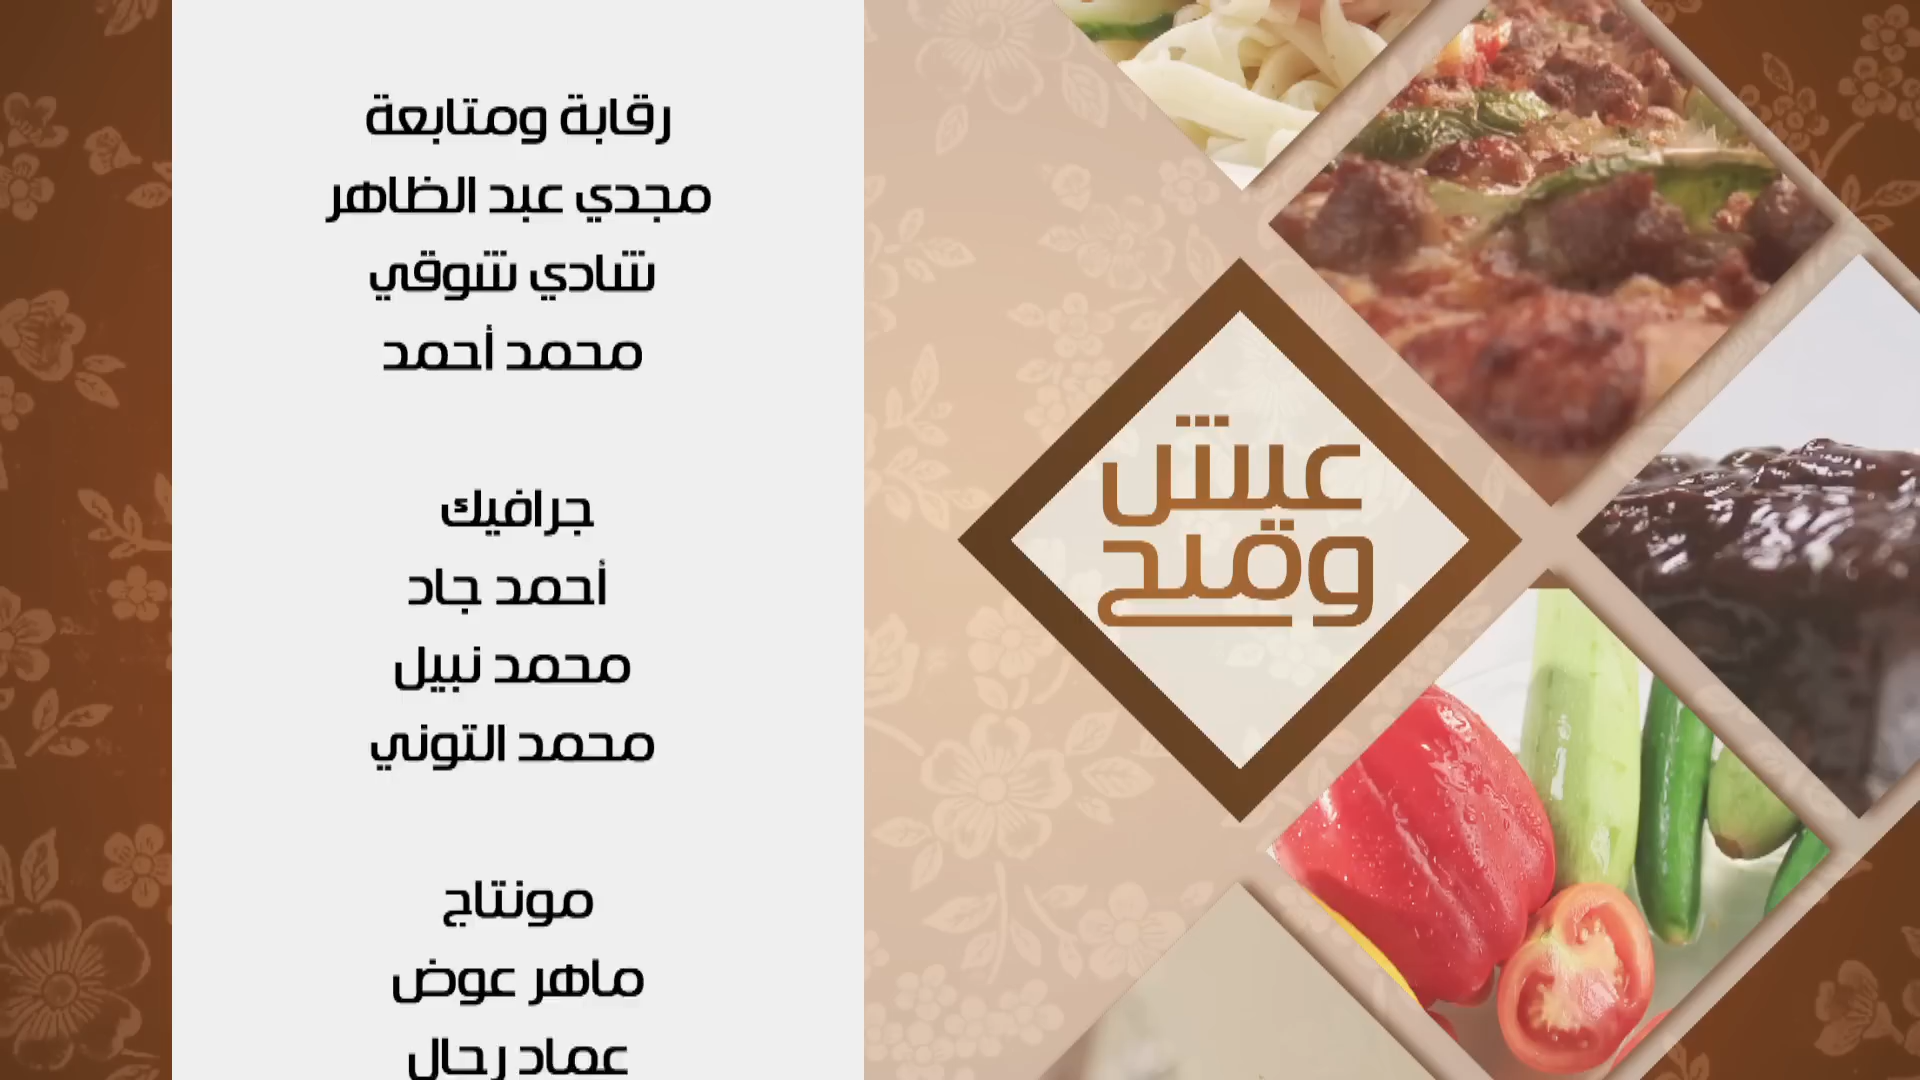 رقابة ومتابعة
مجدي عبد الظاهر
شادي شوقي
محمد أحمد
جرافيك
أحمد جاد
محمد نبيل
محمد التوني
مونتاج
ماهر عوض
عماد رحال
عيش
وملح